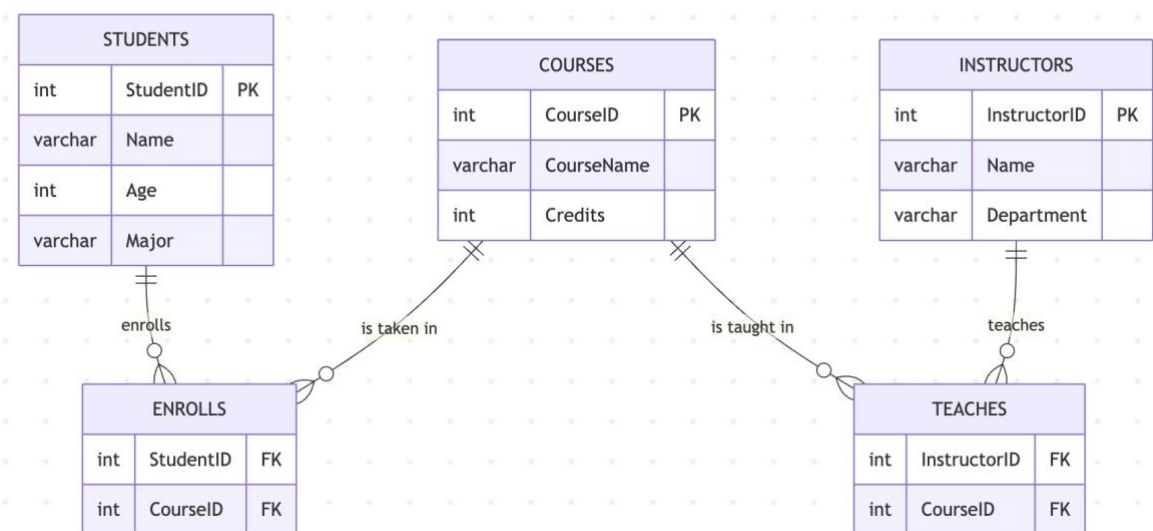 STUDENTS
int StudentID PK
varchar Name
int Age
varchar Major
COURSES
int CourseID PK
varchar CourseName
int Credits
INSTRUCTORS
int InstructorID PK
varchar Name
varchar Department
enrolls
is taken in
is taught in
teaches
ENROLLS
int StudentID FK
int CourseID FK
TEACHES
int InstructorID FK
int CourseID FK